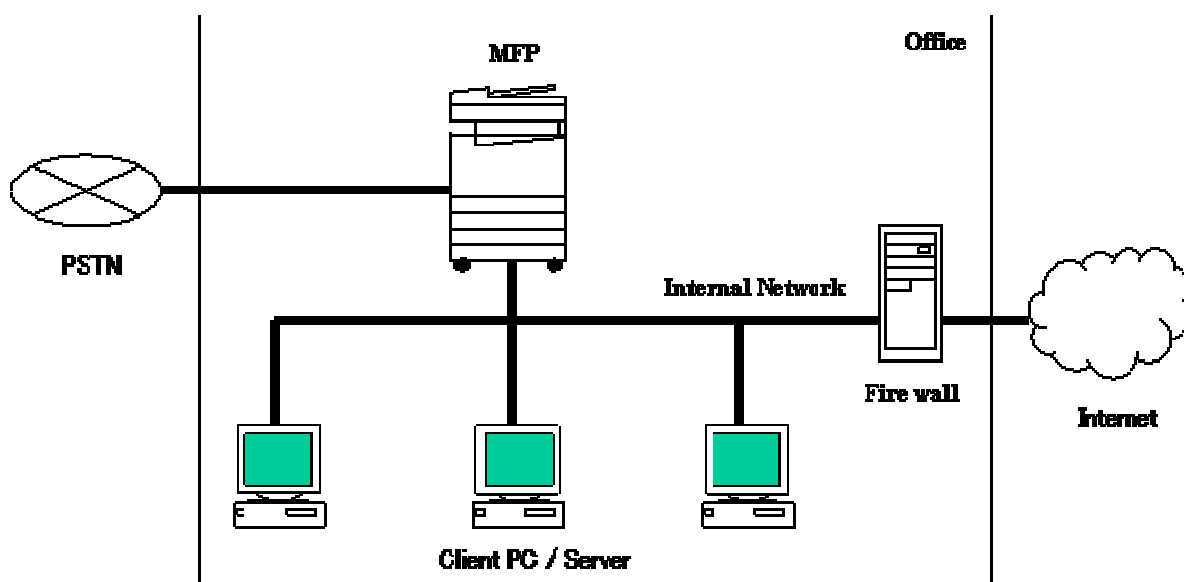 Office
MFP
PSTN
Internal Network
Fire wall
Internet
Client PC / Server